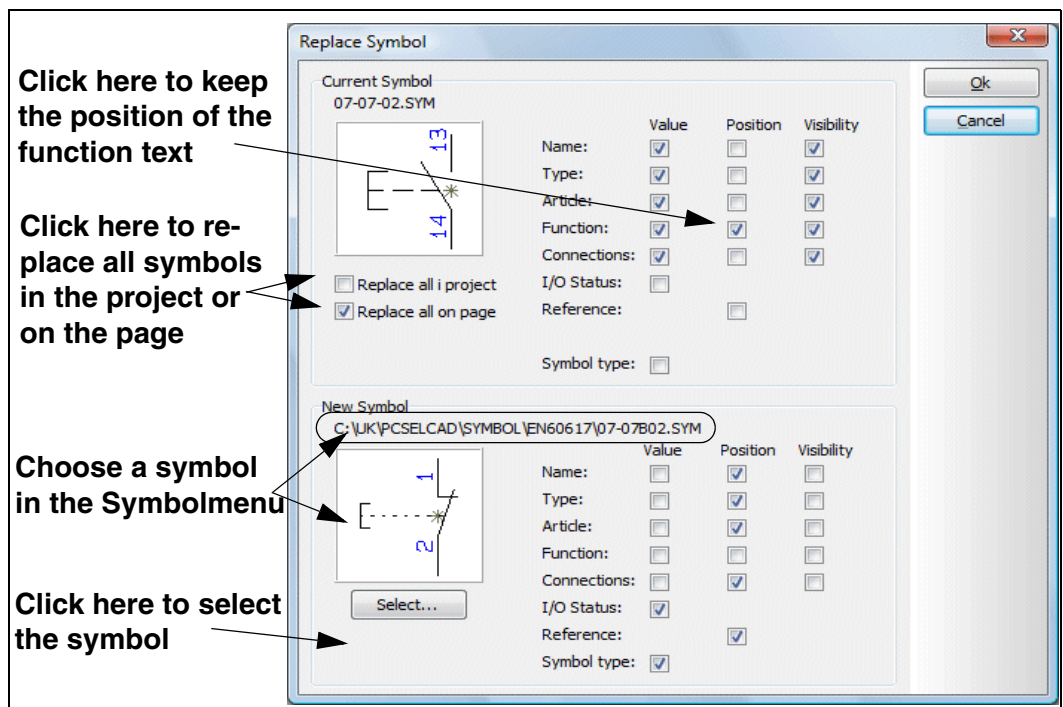 Replace Symbol
Click here to keep
the position of the
function text
Click here to re-
place all symbols
in the project or
on the page
Choose a symbol
in the Symbolmenu
Click here to select
the symbol
Current Symbol
07-07-02.SYM
13
14
Replace all i project
Replace all on page
Value Position Visibility
Name:
Type:
Article:
Function:
Connections:
I/O Status:
Reference:
Symbol type:
Ok
Cancel
New Symbol
C:\UK\PCSELCAD\SYMBOL\EN60617\07-07B02.SYM
1
2
Select...
Value Position Visibility
Name:
Type:
Article:
Function:
Connections:
I/O Status:
Reference:
Symbol type: